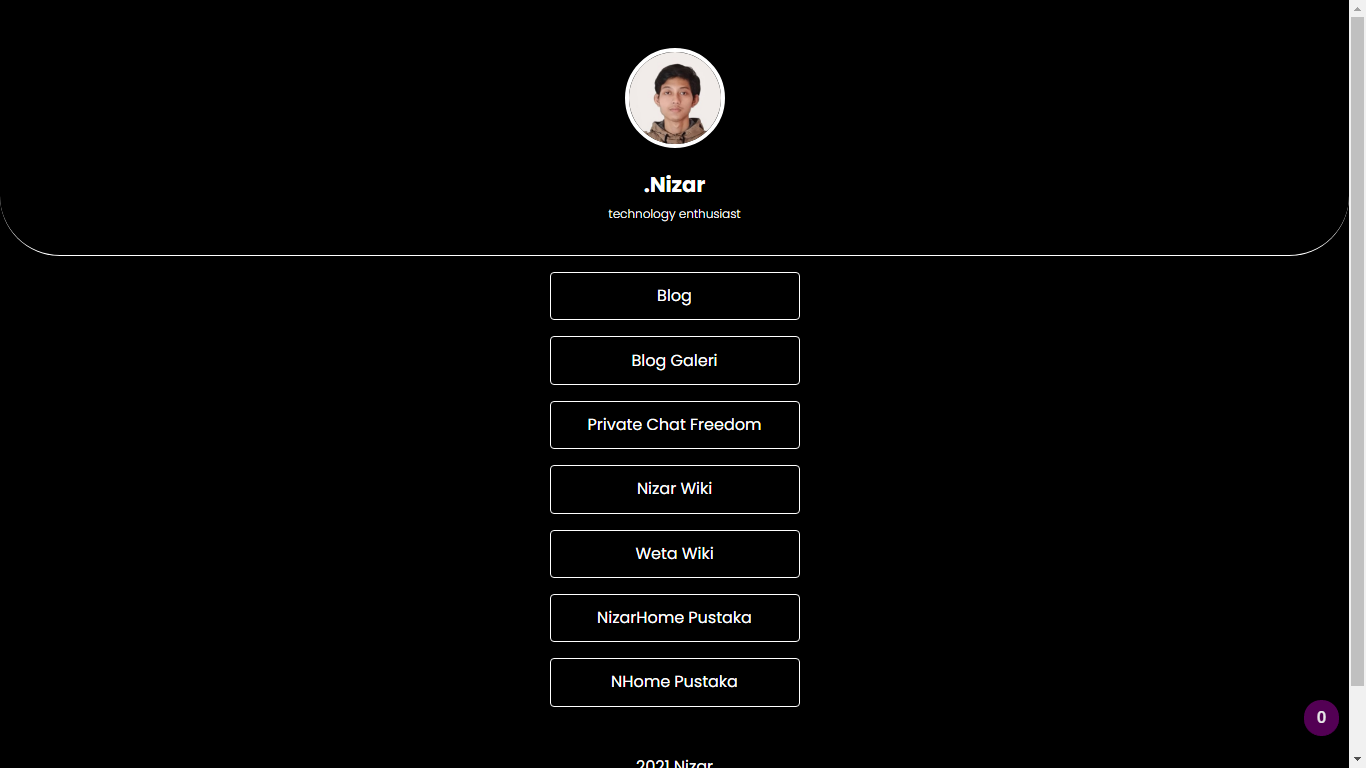 .Nizar
technology enthusiast
Blog
Blog Galeri
Private Chat Freedom
Nizar Wiki
Weta Wiki
NizarHome Pustaka
NHome Pustaka
0
2021 Nizar